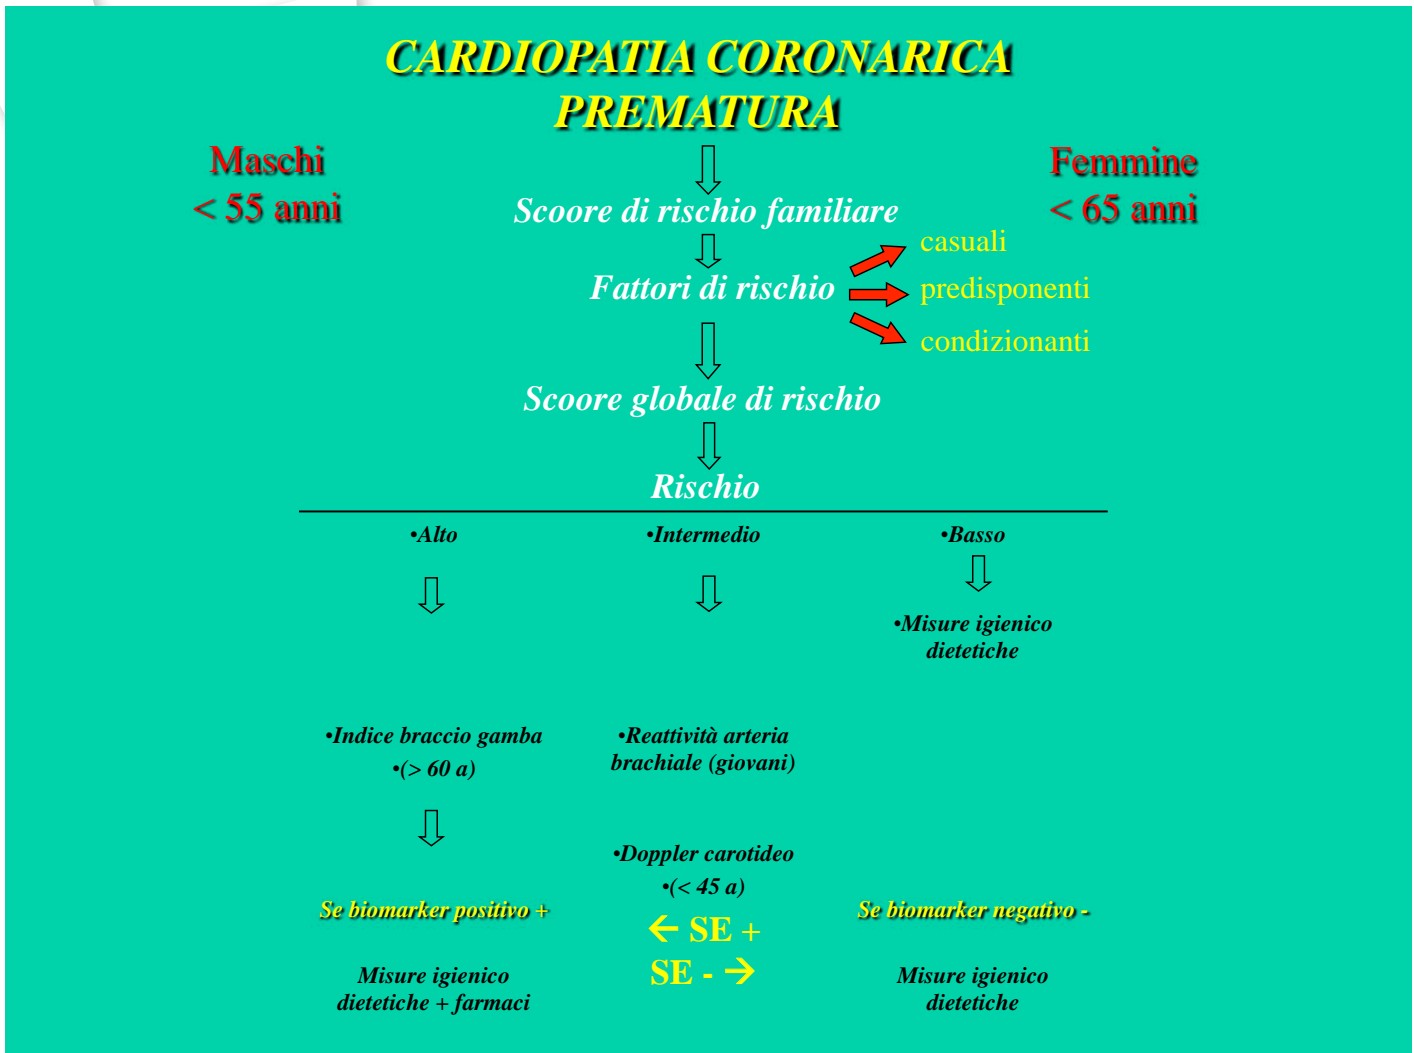 CARDIOPATIA CORONARICA
PREMATURA
Maschi
< 55 anni
Femmine
< 65 anni
Scoore di rischio familiare
Fattori di rischio
casuali
predisponenti
condizionanti
Scoore globale di rischio
Rischio
•Alto
•Intermedio
•Basso
•Misure igienico
dietetiche
•Indice braccio gamba
•(> 60 a)
•Reattività arteria
brachiale (giovani)
•Doppler carotideo
•(< 45 a)
Se biomarker positivo +
← SE +
SE - →
Se biomarker negativo -
Misure igienico
dietetiche + farmaci
Misure igienico
dietetiche